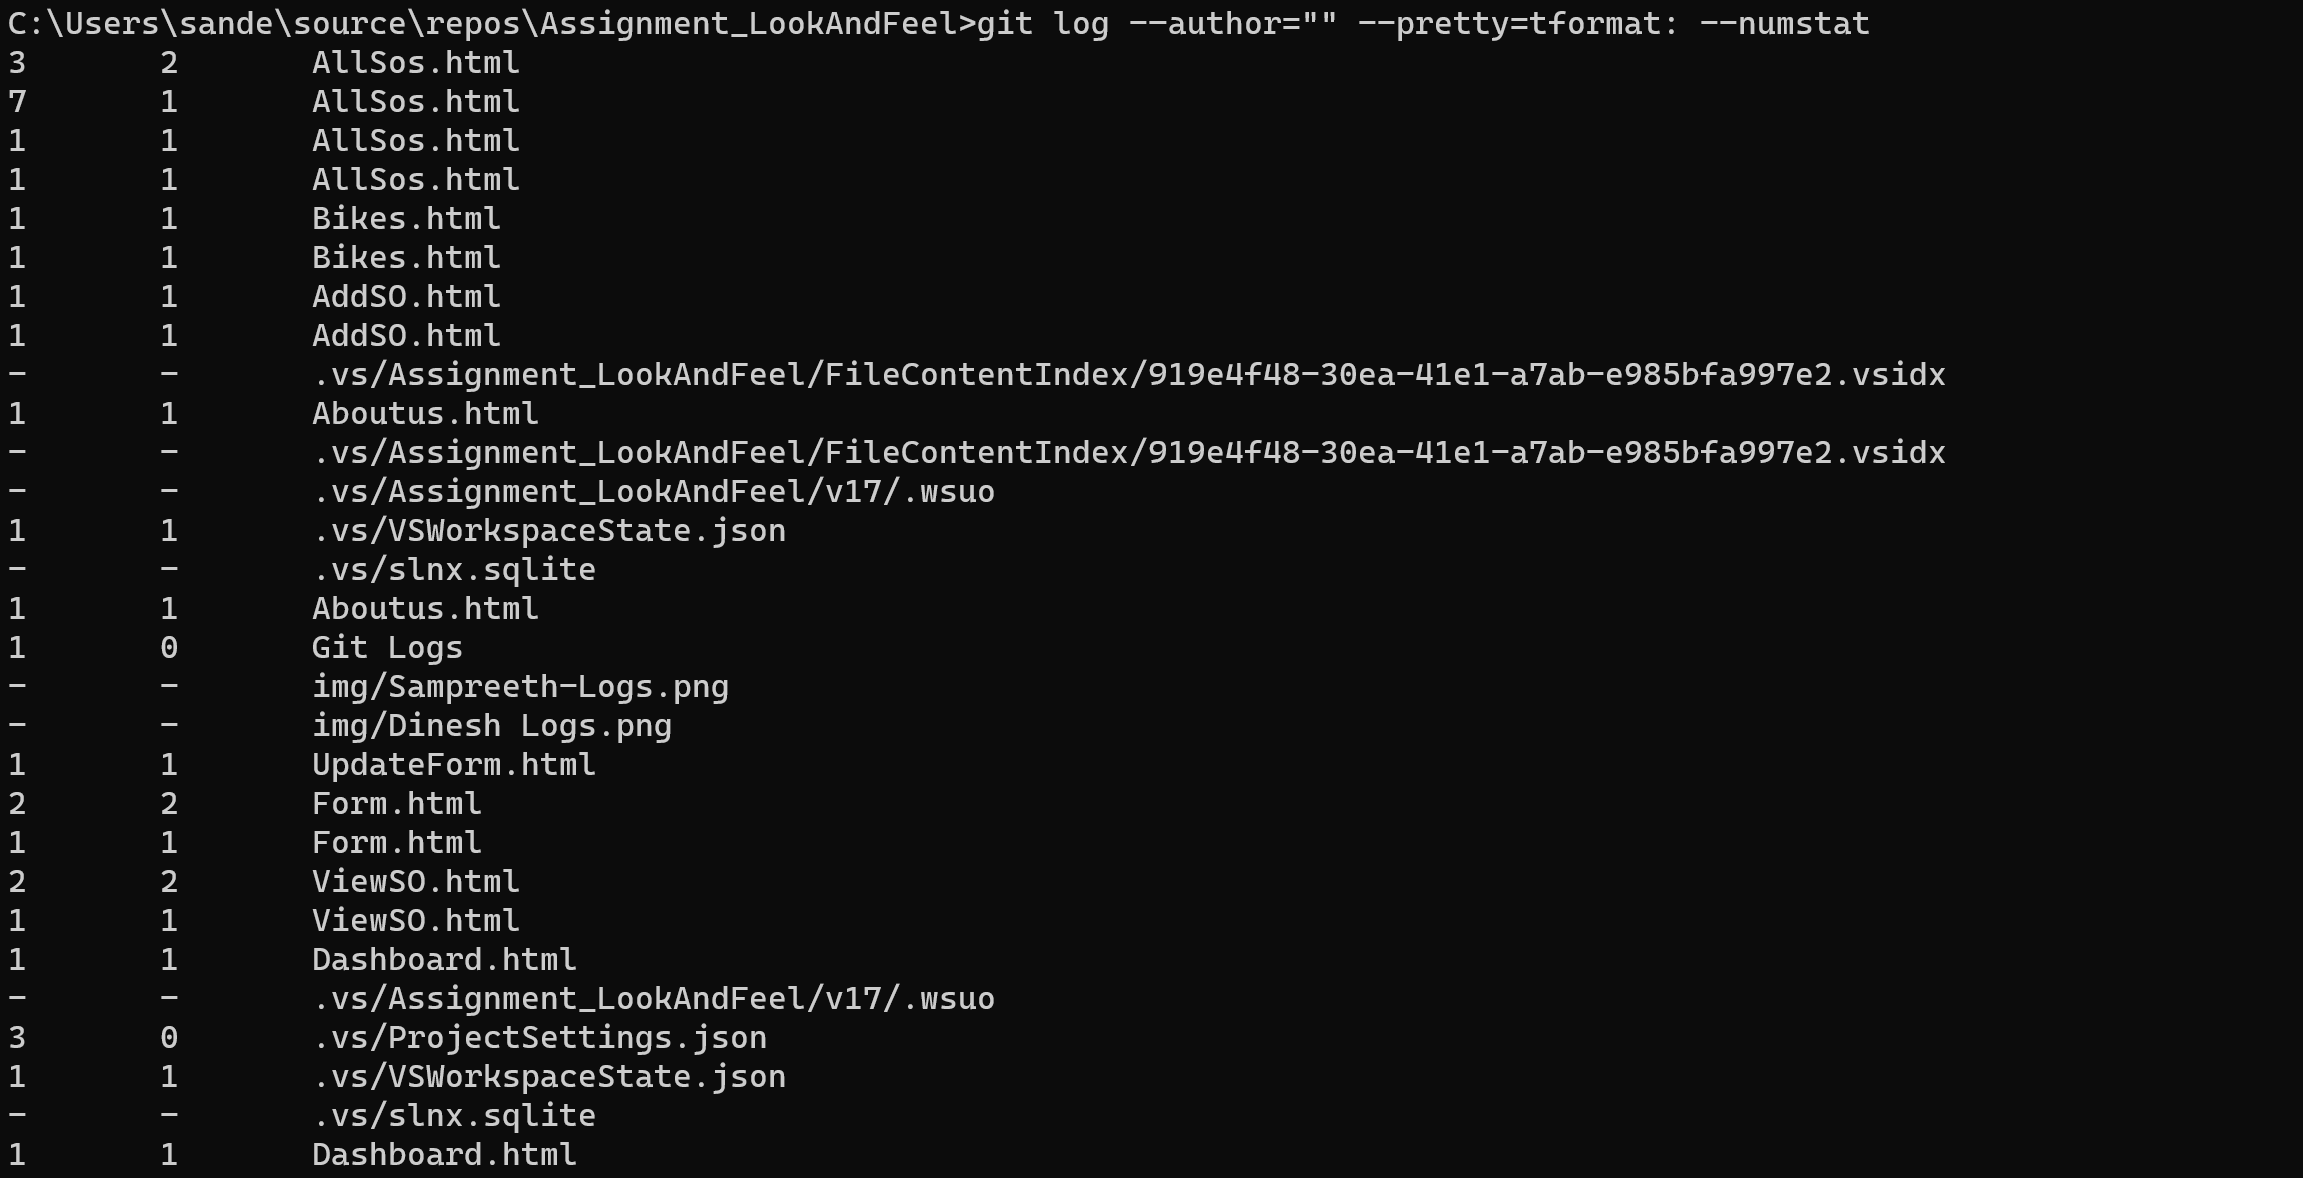 C:\Users\sande\source\repos\Assignment_LookAndFeel>git log --author="" --pretty=tformat: --numstat
3       2       AllSos.html
7       1       AllSos.html
1       1       AllSos.html
1       1       AllSos.html
1       1       Bikes.html
1       1       Bikes.html
1       1       AddSO.html
1       1       AddSO.html
-       -       .vs/Assignment_LookAndFeel/FileContentIndex/919e4f48-30ea-41e1-a7ab-e985bfa997e2.vsidx
1       1       Aboutus.html
-       -       .vs/Assignment_LookAndFeel/FileContentIndex/919e4f48-30ea-41e1-a7ab-e985bfa997e2.vsidx
-       -       .vs/Assignment_LookAndFeel/v17/.wsuo
1       1       .vs/VSWorkspaceState.json
-       -       .vs/slnx.sqlite
1       1       Aboutus.html
1       0       Git Logs
-       -       img/Sampreeth-Logs.png
-       -       img/Dinesh Logs.png
1       1       UpdateForm.html
2       2       Form.html
1       1       Form.html
2       2       ViewSO.html
1       1       ViewSO.html
1       1       Dashboard.html
-       -       .vs/Assignment_LookAndFeel/v17/.wsuo
3       0       .vs/ProjectSettings.json
1       1       .vs/VSWorkspaceState.json
-       -       .vs/slnx.sqlite
1       1       Dashboard.html